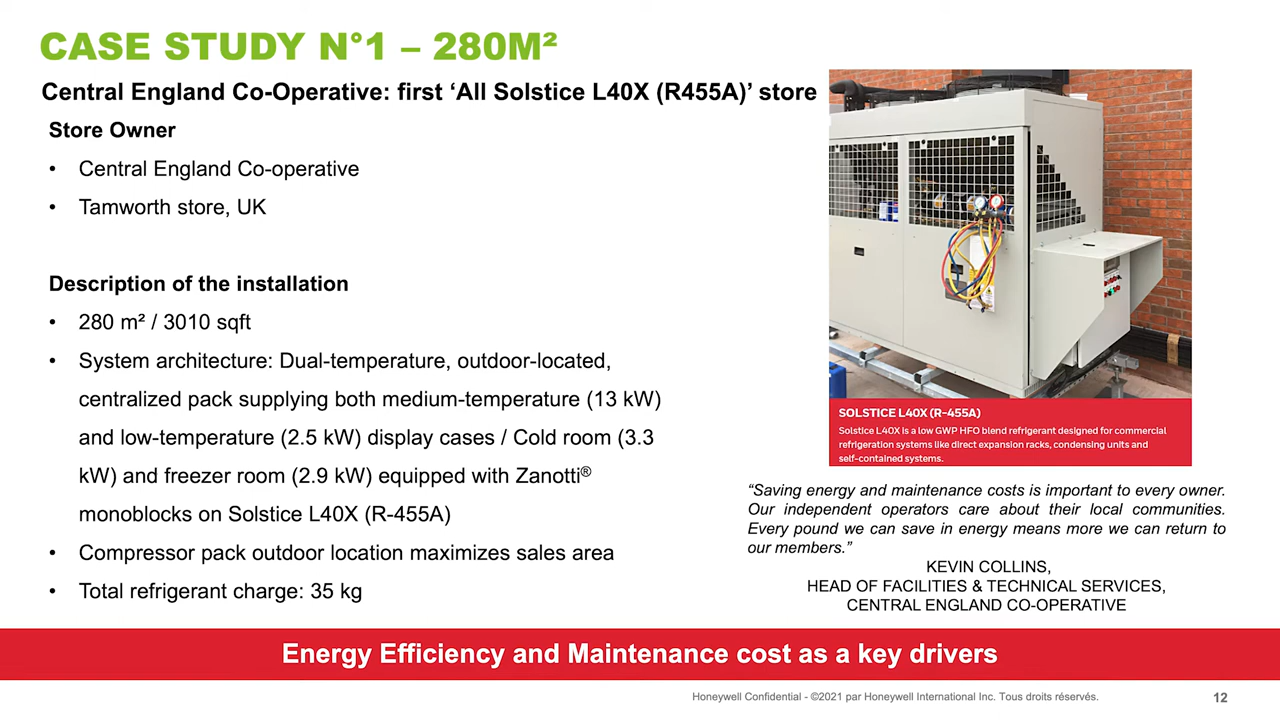 CASE STUDY N°1 – 280M²
Central England Co-Operative: first ‘All Solstice L40X (R455A)’ store
Store Owner
• Central England Co-operative
• Tamworth store, UK
Description of the installation
• 280 m² / 3010 sqft
• System architecture: Dual-temperature, outdoor-located,
centralized pack supplying both medium-temperature (13 kW)
and low-temperature (2.5 kW) display cases / Cold room (3.3
kW) and freezer room (2.9 kW) equipped with Zanotti®
monoblocks on Solstice L40X (R-455A)
• Compressor pack outdoor location maximizes sales area
• Total refrigerant charge: 35 kg
SOLSTICE L40X (R-455A)
Solstice L40X is a low GWP HFO blend refrigerant designed for commercial
refrigeration systems like direct expansion racks, condensing units and
self-contained systems.
“Saving energy and maintenance costs is important to every owner.
Our independent operators care about their local communities.
Every pound we can save in energy means more we can return to
our members.”
KEVIN COLLINS,
HEAD OF FACILITIES & TECHNICAL SERVICES,
CENTRAL ENGLAND CO-OPERATIVE
Energy Efficiency and Maintenance cost as a key drivers
Honeywell Confidential - ©2021 par Honeywell International Inc. Tous droits réservés.
12